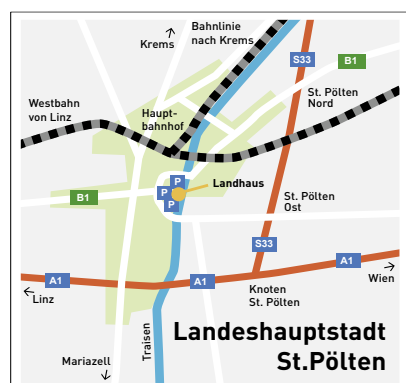 Krems
Bahnlinie
nach Krems
S33
B1
Westbahn
von Linz
Haupt-
bahnhof
St. Pölten
Nord
P
P
P
Landhaus
B1
St. Pölten
Ost
S33
A1
A1
A1
Linz
Wien
Knoten
St. Pölten
Traisen
Mariazell
Landeshauptstadt
St.Pölten